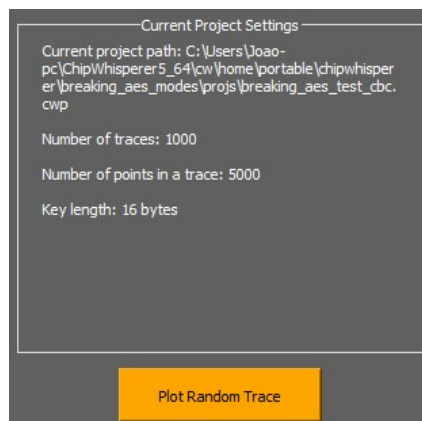 Current Project Settings
Current project path: C:\Users\Joao-
pc\ChipWhisperer5_64\cw\home\portable\chipwhisper
er\breaking_aes_modes\projs\breaking_aes_test_cbc.
cwp
Number of traces: 1000
Number of points in a trace: 5000
Key length: 16 bytes
Plot Random Trace